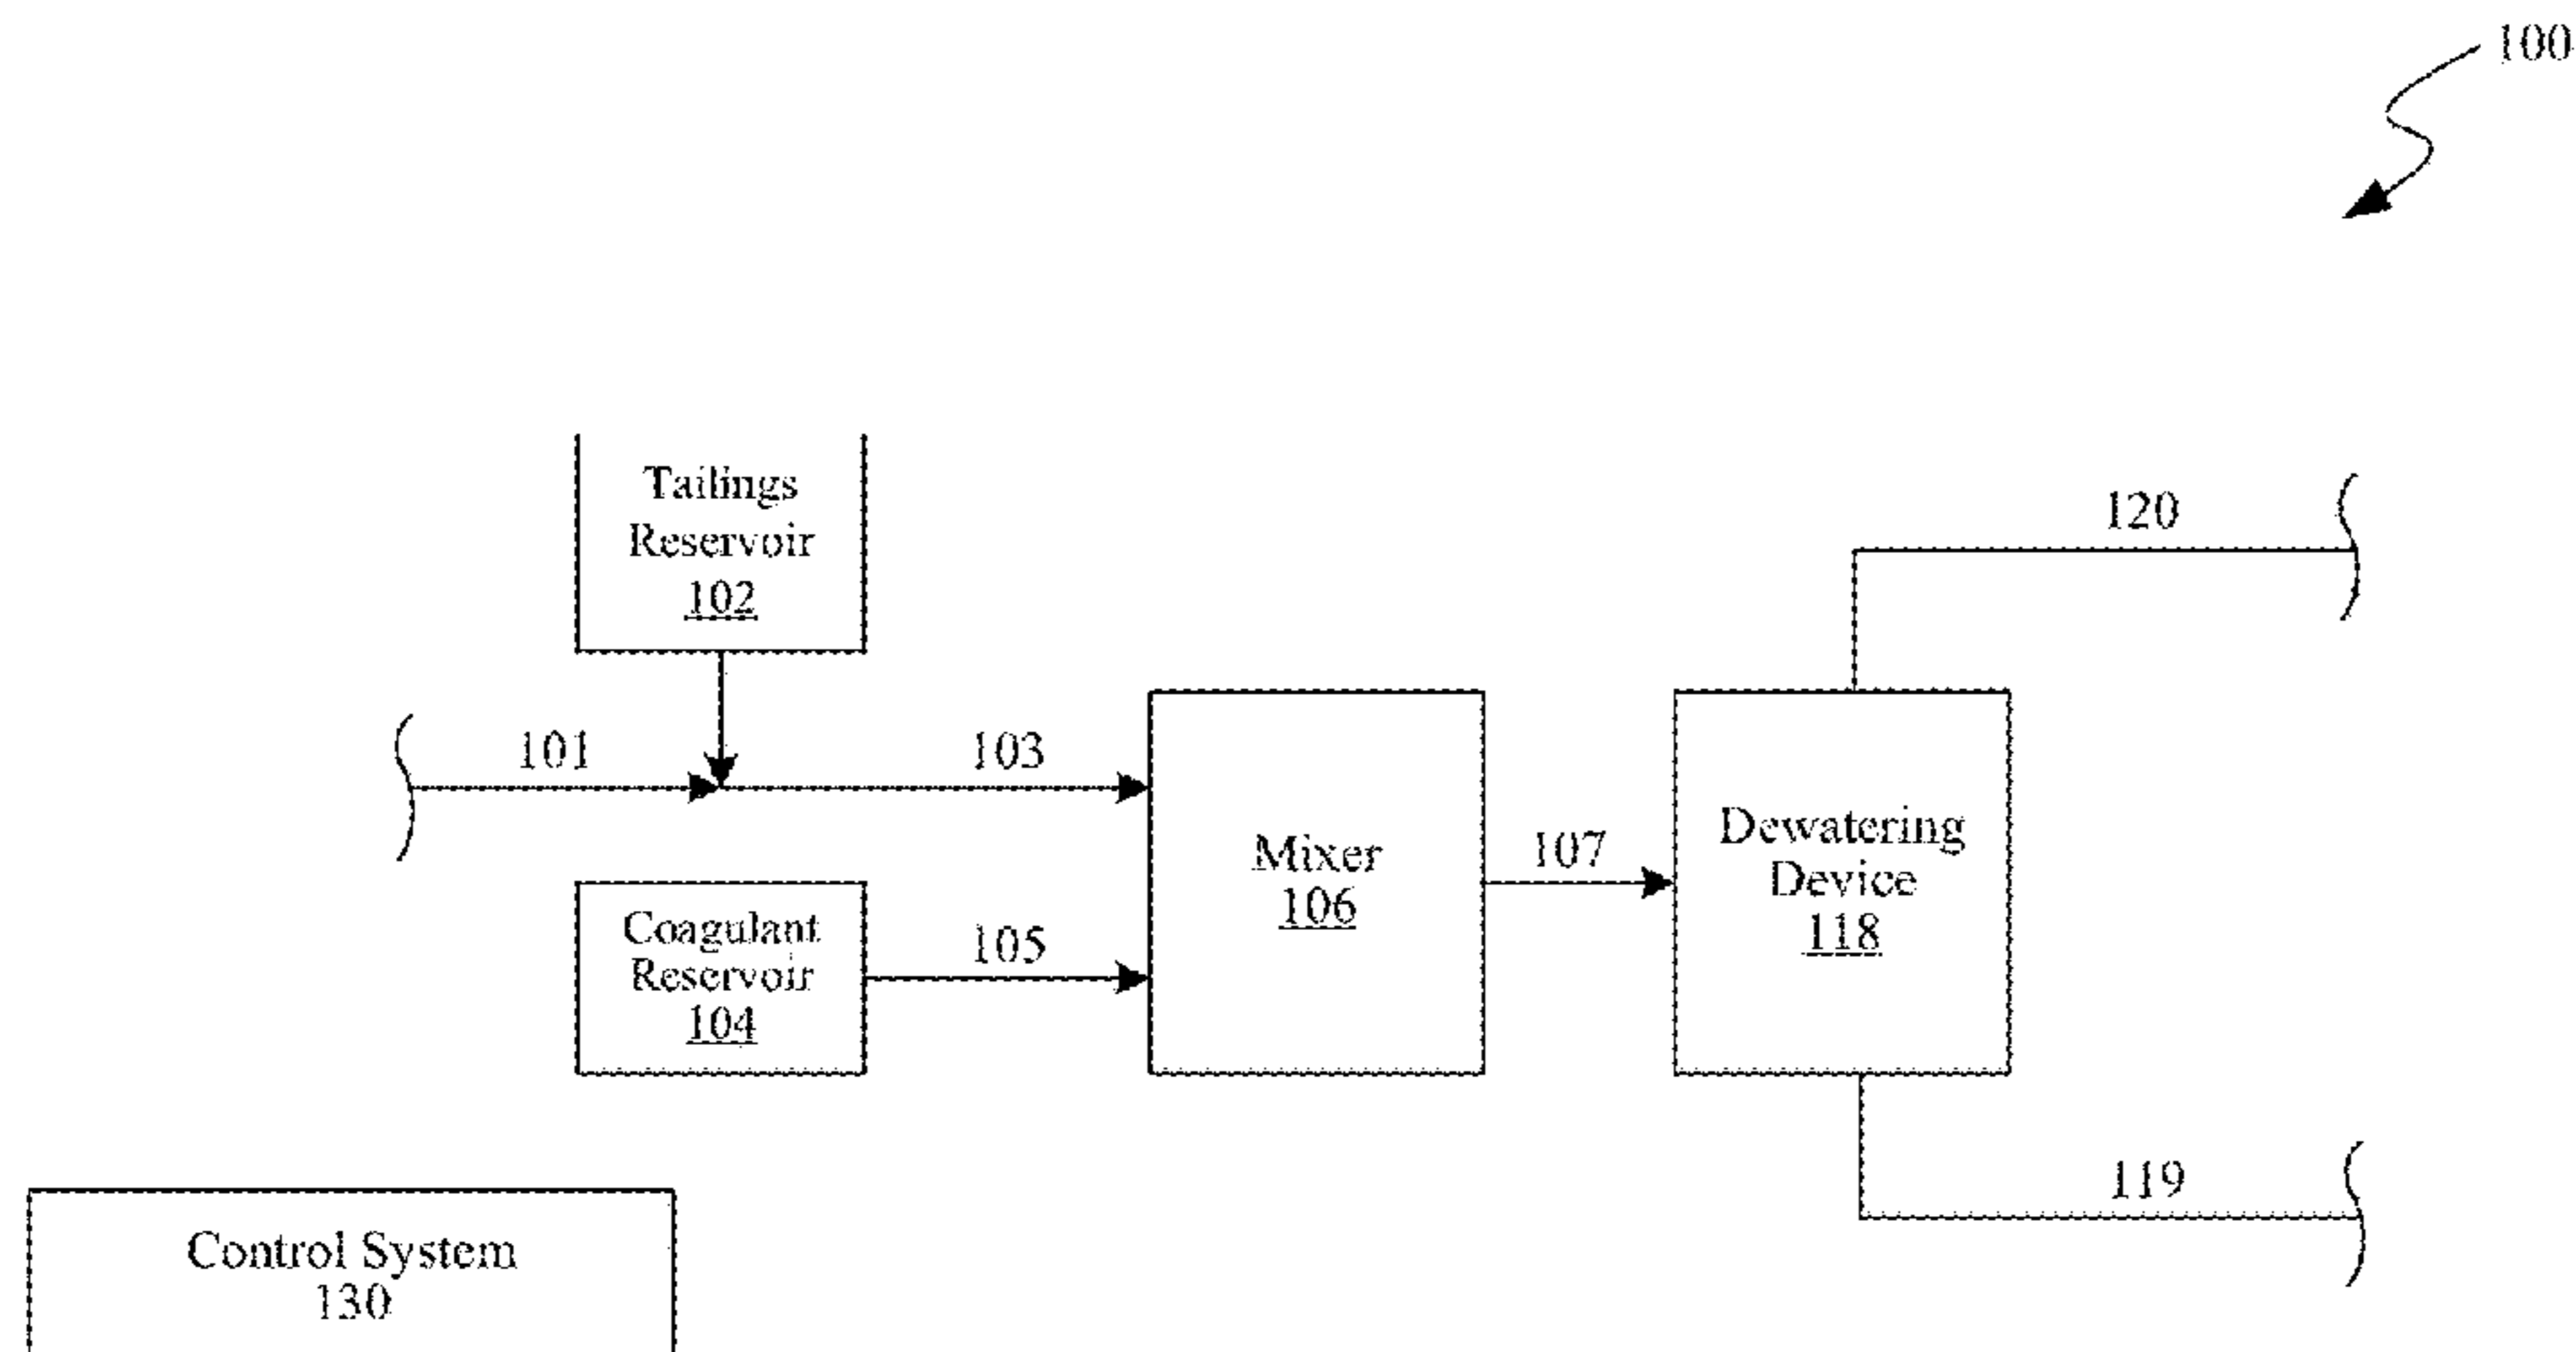 100
Tailings
Reservoir
102
120
101
103
Mixer
106
107
Dewatering
Device
118
Coagulant
Reservoir
104
105
119
Control System
130